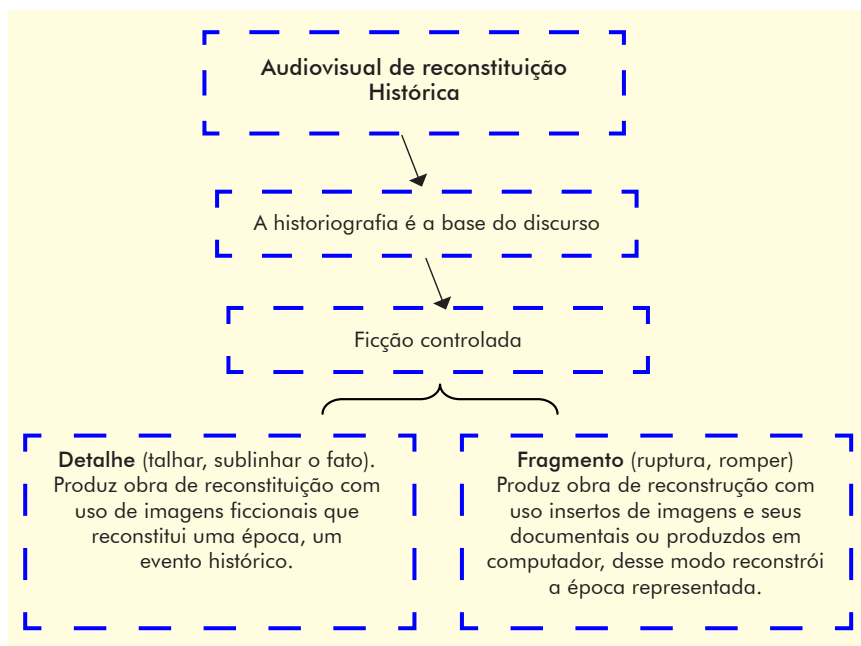 Audiovisual de reconstituição
Histórica
A historiografia é a base do discurso
Ficção controlada
Detalhe (talhar, sublinhar o fato).
Produz obra de reconstituição com
uso de imagens ficcionais que
reconstitui uma época, um
evento histórico.
Fragmento (ruptura, romper)
Produz obra de reconstrução com
uso insertos de imagens e seus
documentais ou produzdos em
computador, desse modo reconstrói
a época representada.